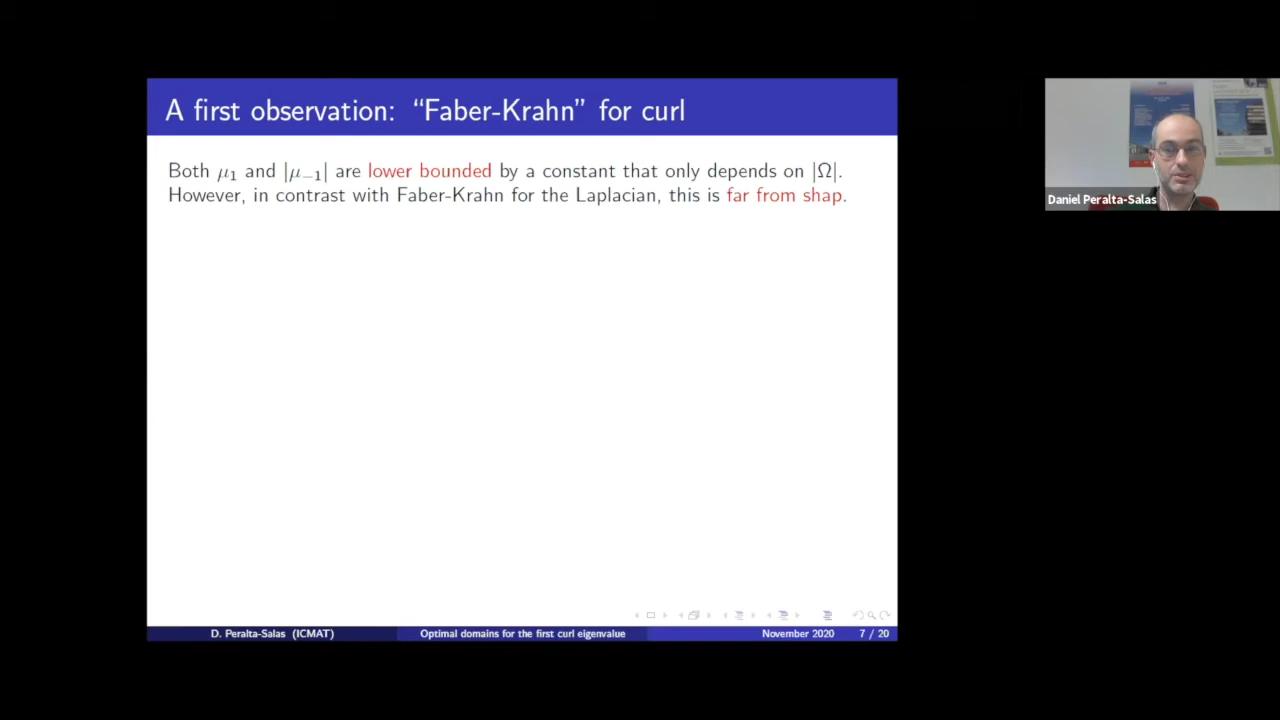 A first observation: “Faber-Krahn” for curl
Both μ₁ and |μ₋₁| are lower bounded by a constant that only depends on |Ω|.
However, in contrast with Faber-Krahn for the Laplacian, this is far from shap.
Daniel Peralta-Salas
D. Peralta-Salas (ICMAT)
Optimal domains for the first curl eigenvalue
November 2020
7 / 20